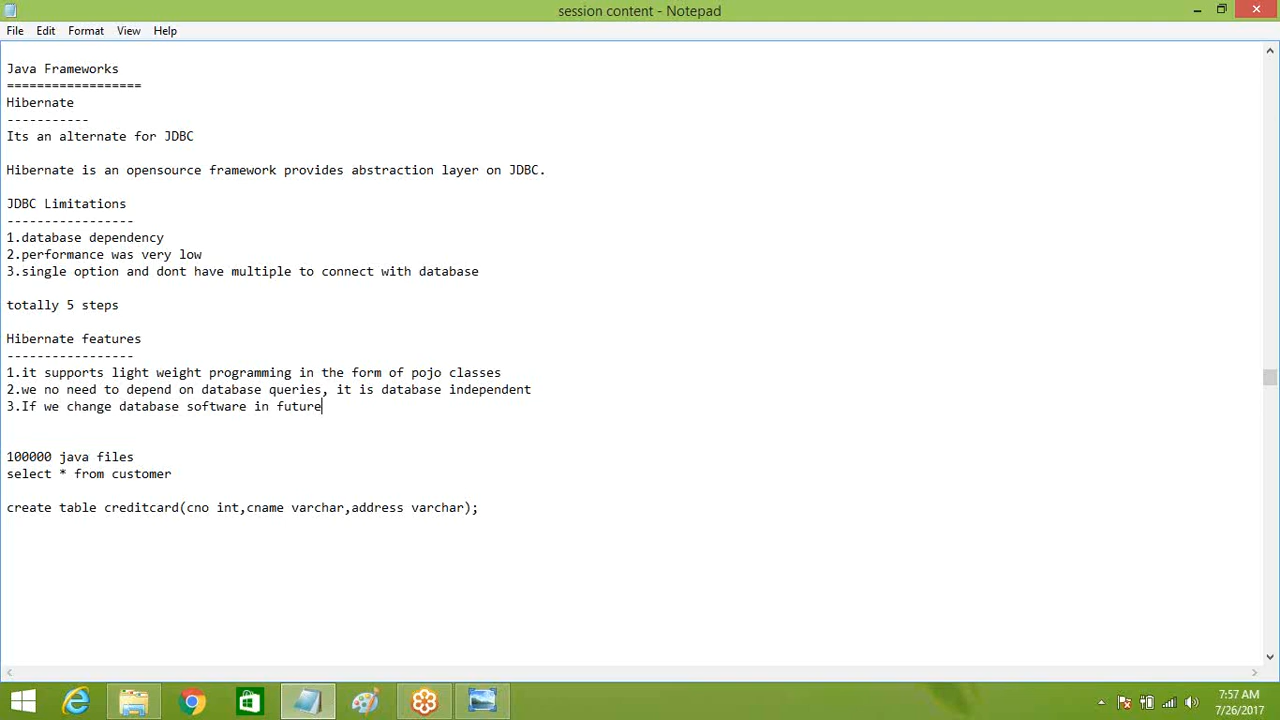 session content - Notepad
File Edit Format View Help
Java Frameworks
==================
Hibernate
-----------
Its an alternate for JDBC
Hibernate is an opensource framework provides abstraction layer on JDBC.
JDBC Limitations
-----------------
1.database dependency
2.performance was very low
3.single option and dont have multiple to connect with database
totally 5 steps
Hibernate features
-----------------
1.it supports light weight programming in the form of pojo classes
2.we no need to depend on database queries, it is database independent
3.If we change database software in future
100000 java files
select * from customer
create table creditcard(cno int,cname varchar,address varchar);
7:57 AM
7/26/2017